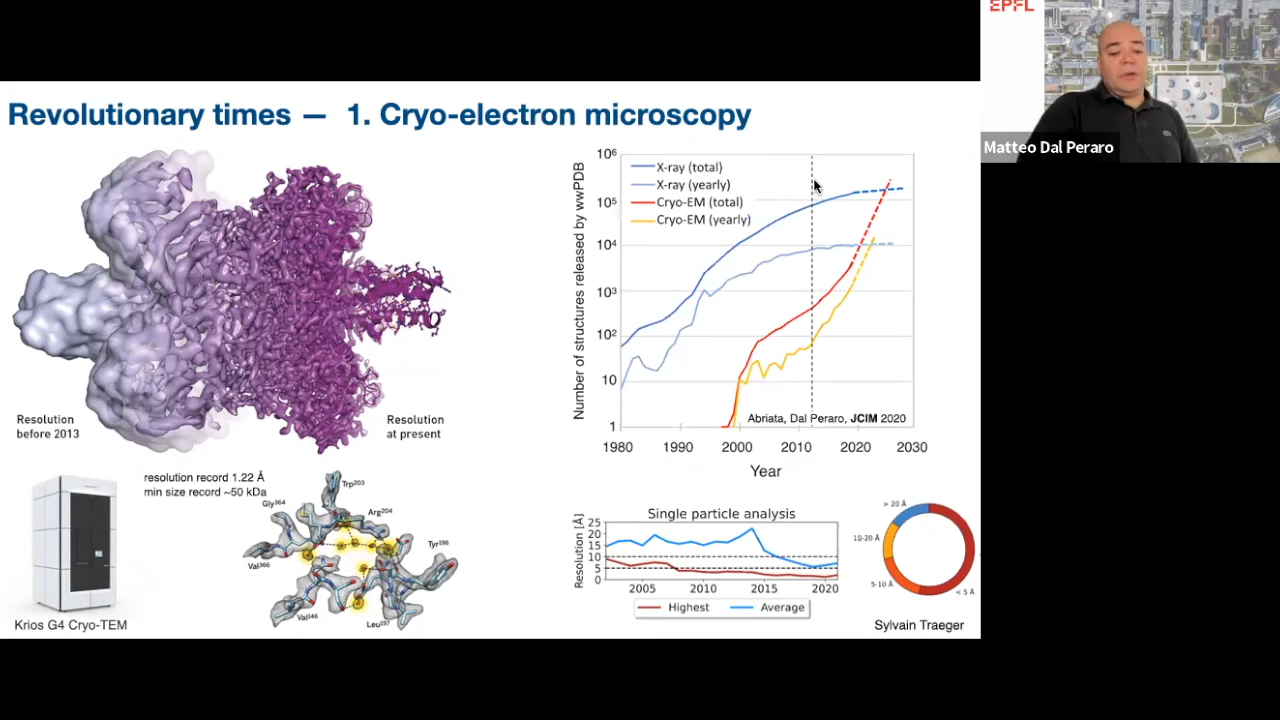 EPFL
Matteo Dal Peraro
Revolutionary times — 1. Cryo-electron microscopy
Resolution
before 2013
Resolution
at present
Number of structures released by wwPDB
10⁶
10⁵
10⁴
10³
10²
10
1
X-ray (total)
X-ray (yearly)
Cryo-EM (total)
Cryo-EM (yearly)
Abriata, Dal Peraro, JCIM 2020
1980
1990
2000
2010
2020
2030
Year
resolution record 1.22 Å
min size record ~50 kDa
Krios G4 Cryo-TEM
Trp²⁰³
Gly³⁶⁴
Arg²⁰⁴
Tyr¹⁹⁶
Val³⁶⁶
Val³⁴⁶
Leu¹⁹⁷
Single particle analysis
Resolution [Å]
25
20
15
10
5
0
2005
2010
2015
2020
Highest
Average
> 20 Å
10-20 Å
5-10 Å
< 5 Å
Sylvain Traeger